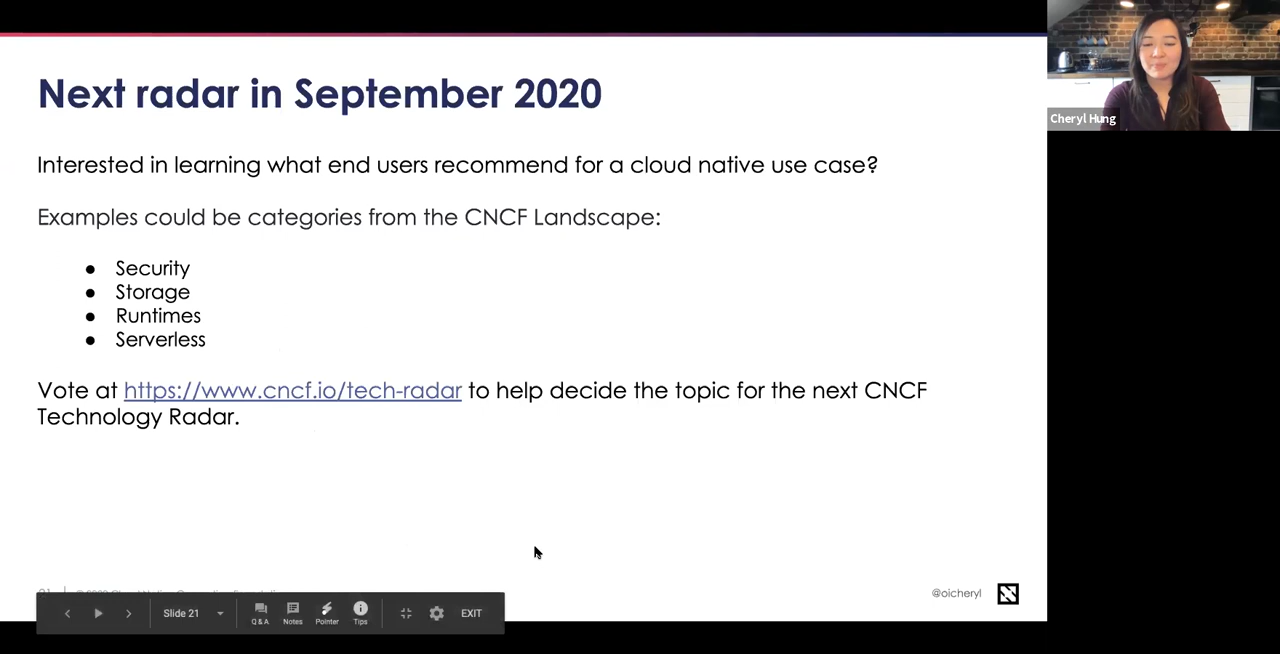 Next radar in September 2020
Cheryl Hung
Interested in learning what end users recommend for a cloud native use case?
Examples could be categories from the CNCF Landscape:
● Security
● Storage
● Runtimes
● Serverless
Vote at https://www.cncf.io/tech-radar to help decide the topic for the next CNCF
Technology Radar.
@oicheryl
Slide 21
Q & A
Notes
Pointer
Tips
EXIT